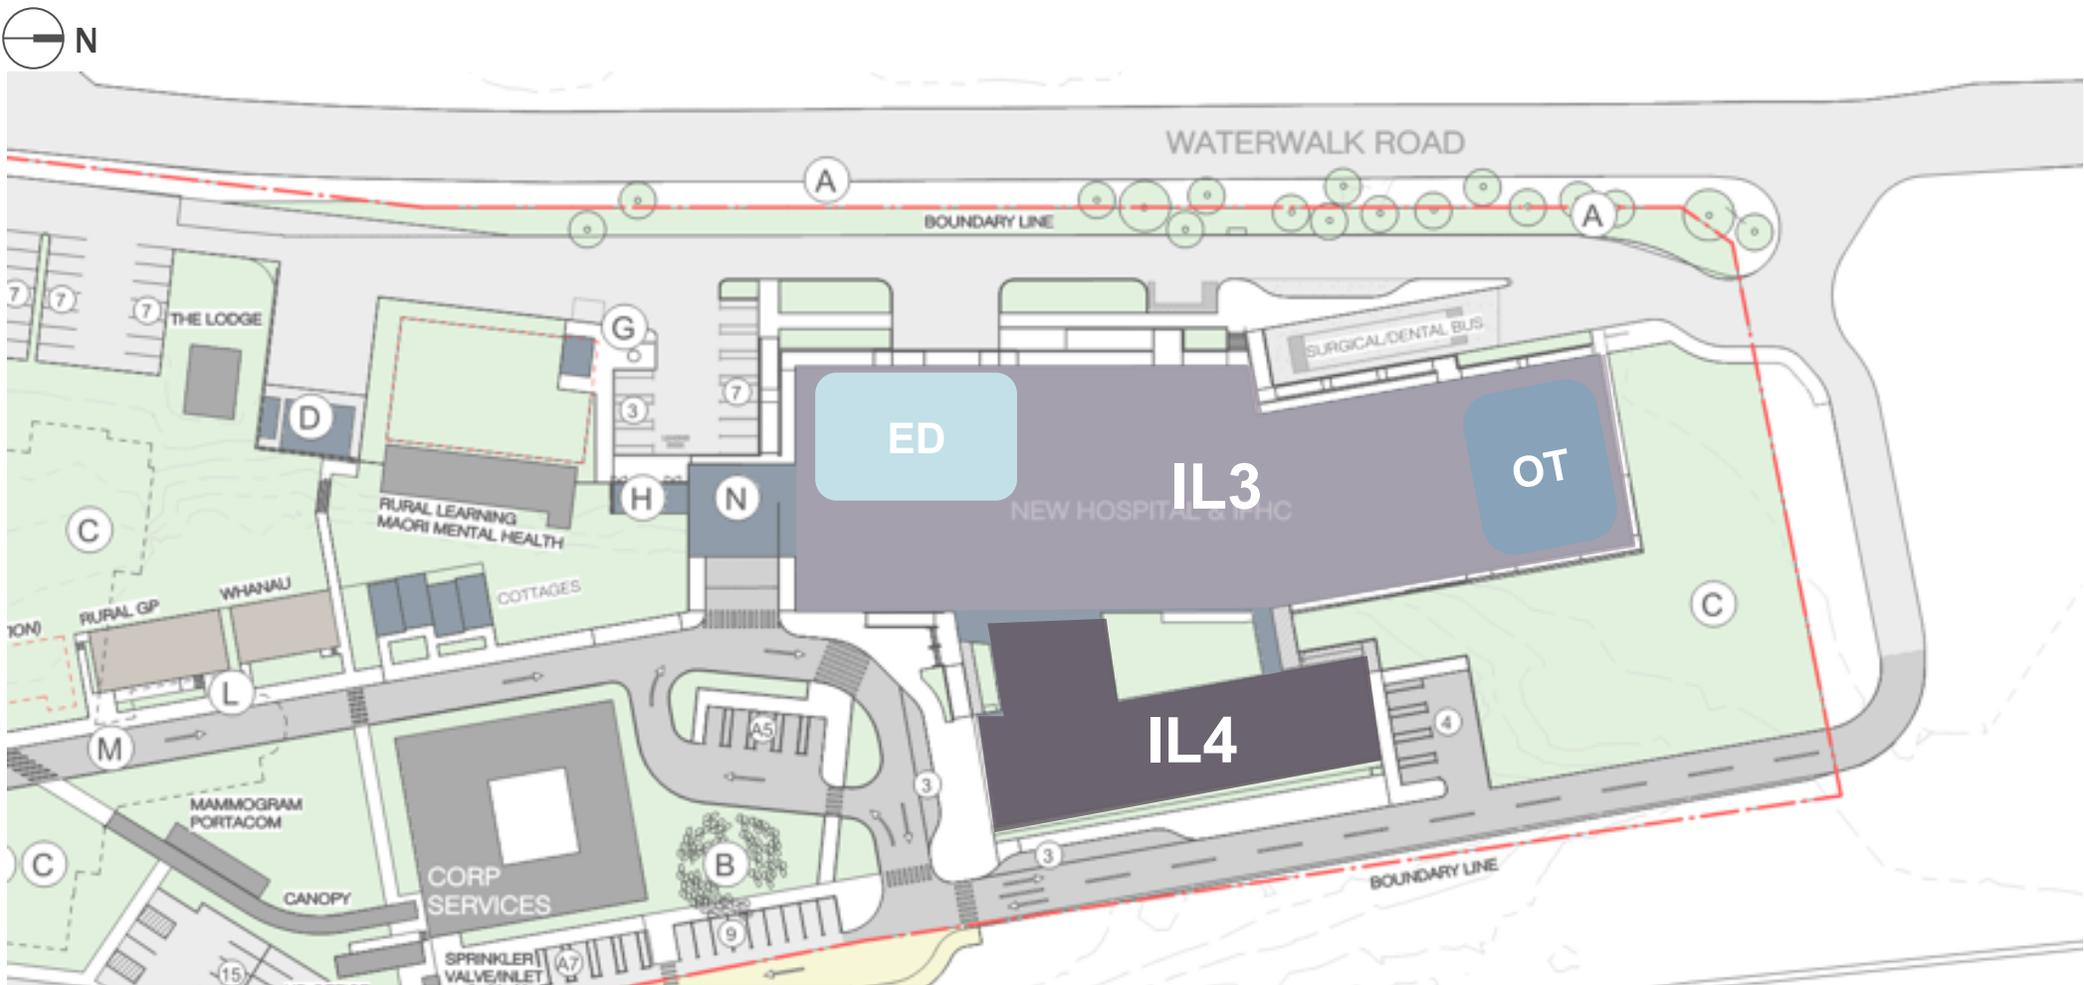 N
WATERWALK ROAD
A
A
BOUNDARY LINE
7
7
7
THE LODGE
G
SURGICAL/DENTAL BUS
7
3
D
ED
OT
IL3
NEW HOSPITAL & IFHC
H
N
RURAL LEARNING
MAORI MENTAL HEALTH
C
COTTAGES
WHANAU
RURAL GP
ION)
C
L
M
A5
IL4
4
3
MAMMOGRAM
PORTACOM
C
B
3
CORP
SERVICES
CANOPY
BOUNDARY LINE
9
SPRINKLER
VALVE/INLET
A7
15